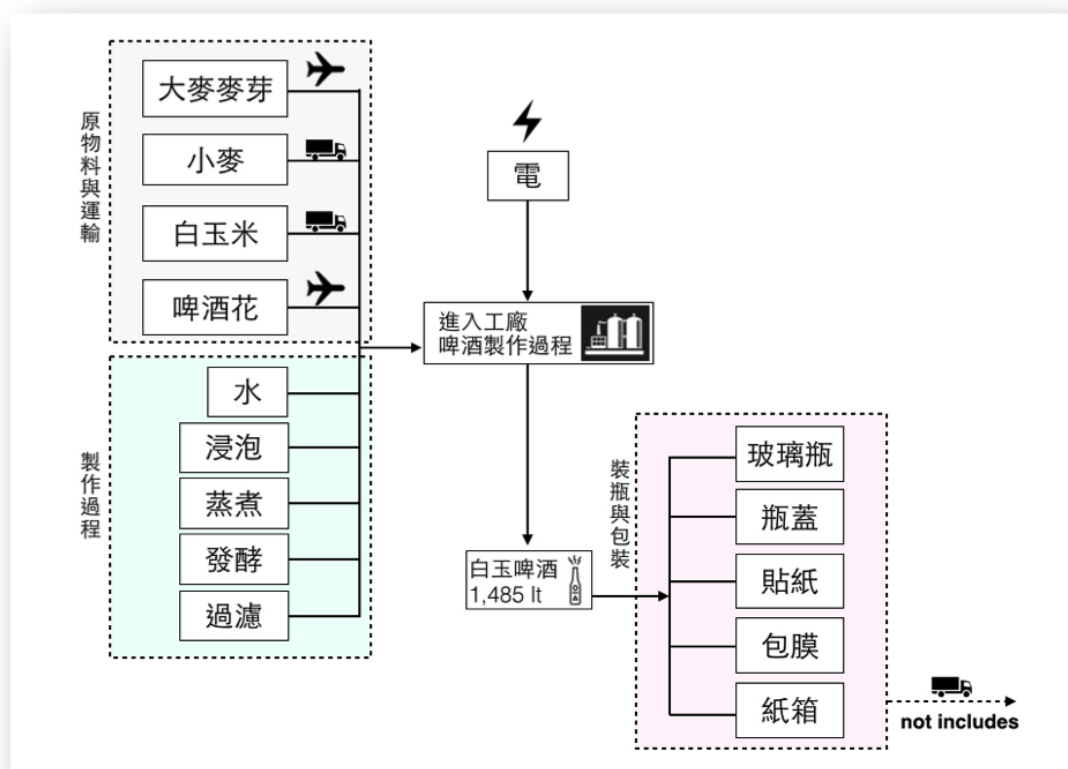 原物料與運輸
大麥麥芽
小麥
白玉米
啤酒花
製作過程
水
浸泡
蒸煮
發酵
過濾
電
進入工廠
啤酒製作過程
白玉啤酒
1,485 lt
裝瓶與包裝
玻璃瓶
瓶蓋
貼紙
包膜
紙箱
not includes